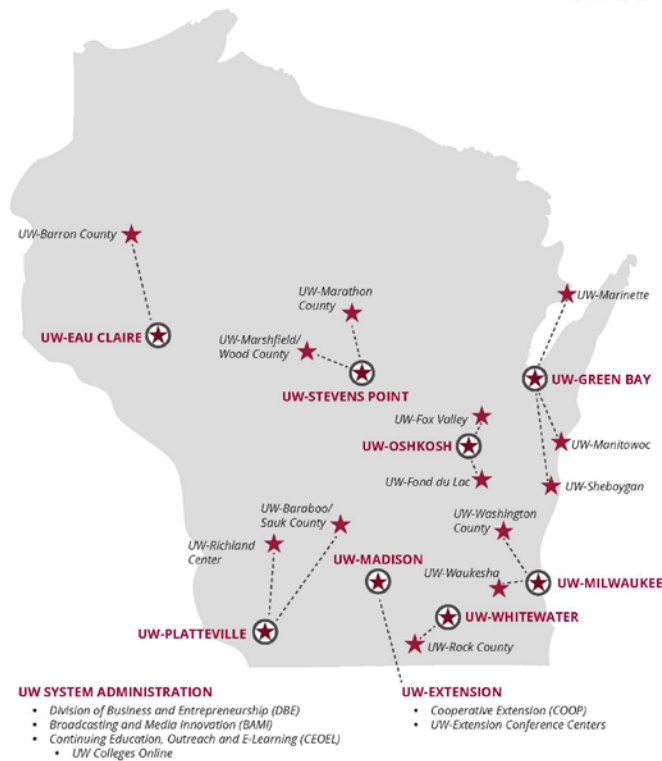 UW-Barron County
UW-Marinette
UW-Marathon
County
UW-EAU CLAIRE
UW-Marshfield/
Wood County
UW-GREEN BAY
UW-STEVENS POINT
UW-Fox Valley
UW-OSHKOSH
UW-Manitowoc
UW-Fond du Lac
UW-Sheboygan
UW-Baraboo/
Sauk County
UW-Washington
County
UW-Richland
Center
UW-MADISON
UW-Waukesha
UW-MILWAUKEE
UW-WHITEWATER
UW-PLATTEVILLE
UW-Rock County
UW SYSTEM ADMINISTRATION
• Division of Business and Entrepreneurship (DBE)
• Broadcasting and Media Innovation (BAMI)
• Continuing Education, Outreach and E-Learning (CEOEL)
• UW Colleges Online
UW-EXTENSION
• Cooperative Extension (COOP)
• UW-Extension Conference Centers